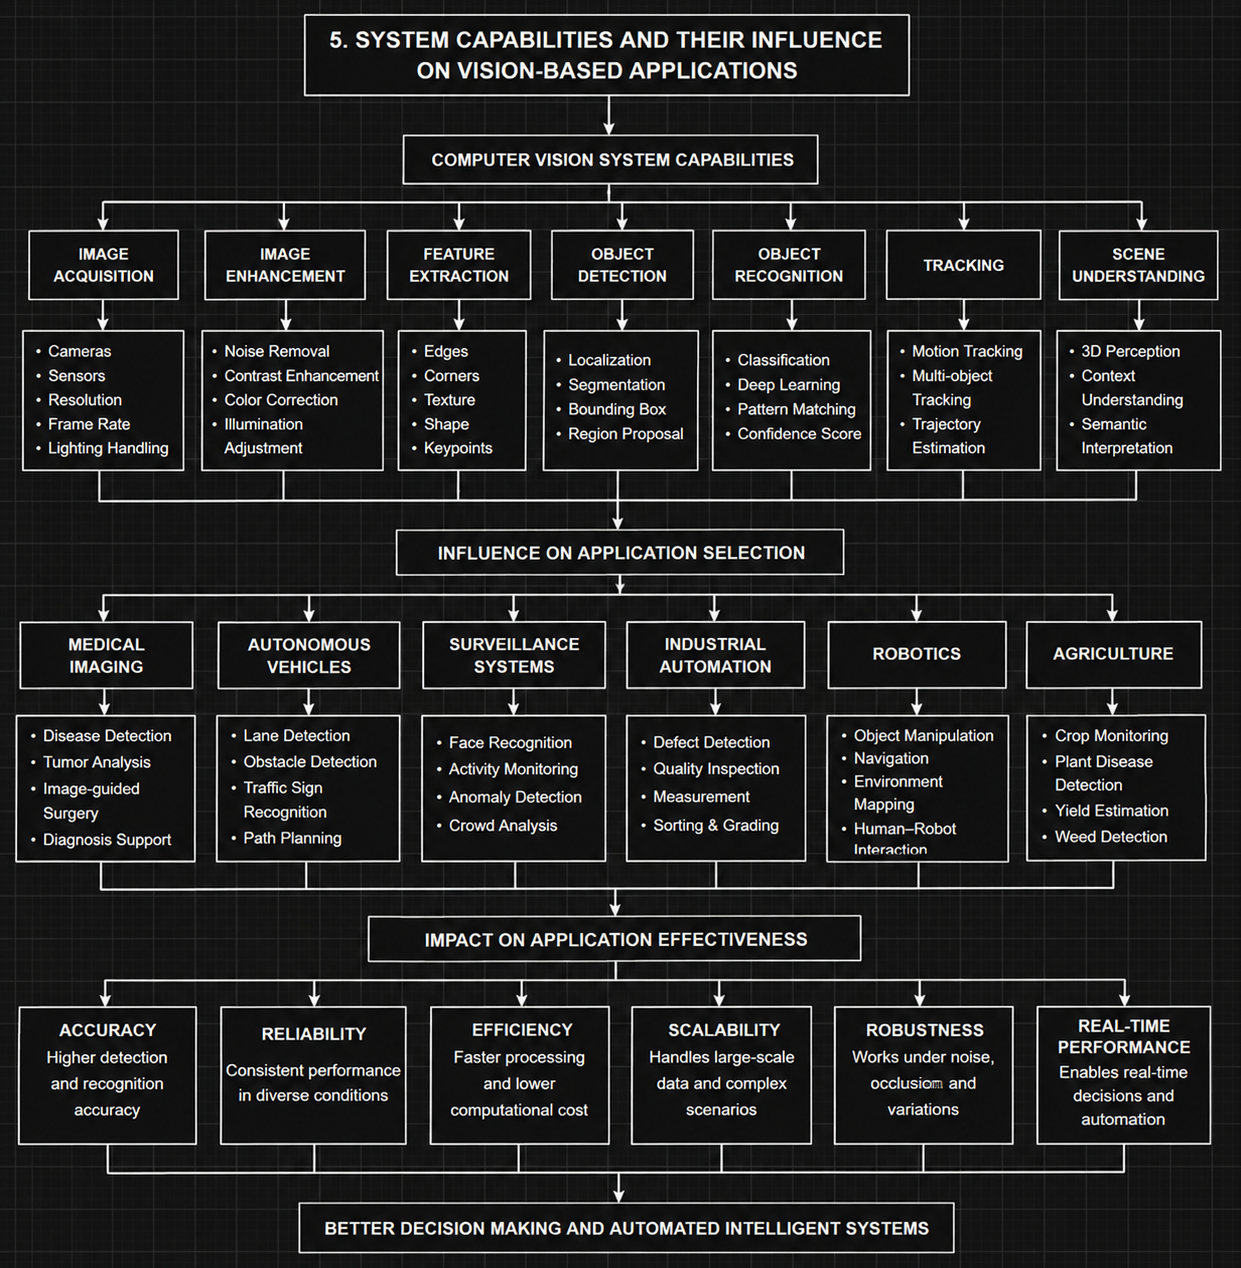 5. SYSTEM CAPABILITIES AND THEIR INFLUENCE
ON VISION-BASED APPLICATIONS
COMPUTER VISION SYSTEM CAPABILITIES
IMAGE
ACQUISITION
• Cameras
• Sensors
• Resolution
• Frame Rate
• Lighting Handling
IMAGE
ENHANCEMENT
• Noise Removal
• Contrast Enhancement
• Color Correction
• Illumination
Adjustment
FEATURE
EXTRACTION
• Edges
• Corners
• Texture
• Shape
• Keypoints
OBJECT
DETECTION
• Localization
• Segmentation
• Bounding Box
• Region Proposal
OBJECT
RECOGNITION
• Classification
• Deep Learning
• Pattern Matching
• Confidence Score
TRACKING
• Motion Tracking
• Multi-object
Tracking
• Trajectory
Estimation
SCENE
UNDERSTANDING
• 3D Perception
• Context
Understanding
• Semantic
Interpretation
INFLUENCE ON APPLICATION SELECTION
MEDICAL
IMAGING
• Disease Detection
• Tumor Analysis
• Image-guided
Surgery
• Diagnosis Support
AUTONOMOUS
VEHICLES
• Lane Detection
• Obstacle Detection
• Traffic Sign
Recognition
• Path Planning
SURVEILLANCE
SYSTEMS
• Face Recognition
• Activity Monitoring
• Anomaly Detection
• Crowd Analysis
INDUSTRIAL
AUTOMATION
• Defect Detection
• Quality Inspection
• Measurement
• Sorting & Grading
ROBOTICS
• Object Manipulation
• Navigation
• Environment
Mapping
• Human–Robot
Interaction
AGRICULTURE
• Crop Monitoring
• Plant Disease
Detection
• Yield Estimation
• Weed Detection
IMPACT ON APPLICATION EFFECTIVENESS
ACCURACY
Higher detection
and recognition
accuracy
RELIABILITY
Consistent performance
in diverse conditions
EFFICIENCY
Faster processing
and lower
computational cost
SCALABILITY
Handles large-scale
data and complex
scenarios
ROBUSTNESS
Works under noise,
occlusion and
variations
REAL-TIME
PERFORMANCE
Enables real-time
decisions and
automation
BETTER DECISION MAKING AND AUTOMATED INTELLIGENT SYSTEMS